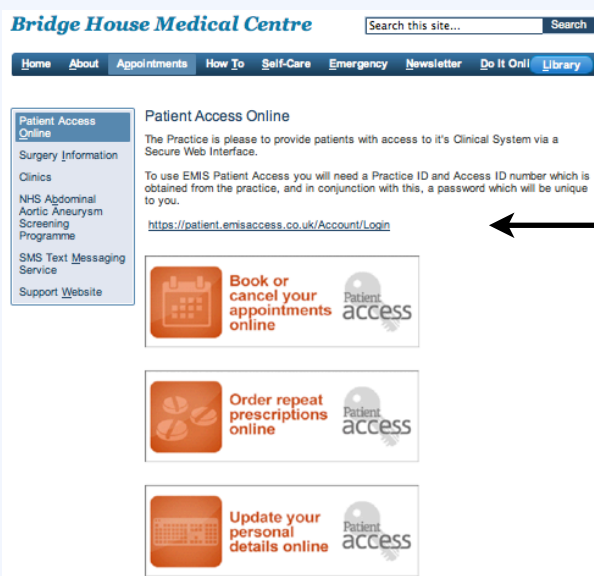 Bridge House Medical Centre
Search this site...
Search
Home About Appointments How To Self-Care Emergency Newsletter Do It Onli Library
Patient Access
Online
Surgery Information
Clinics
NHS Abdominal
Aortic Aneurysm
Screening
Programme
SMS Text Messaging
Service
Support Website
Patient Access Online
The Practice is please to provide patients with access to it's Clinical System via a
Secure Web Interface.
To use EMIS Patient Access you will need a Practice ID and Access ID number which is
obtained from the practice, and in conjunction with this, a password which will be unique
to you.
https://patient.emisaccess.co.uk/Account/Login
Book or
cancel your
appointments
online
Patient
access
Order repeat
prescriptions
online
Patient
access
Update your
personal
details online
Patient
access